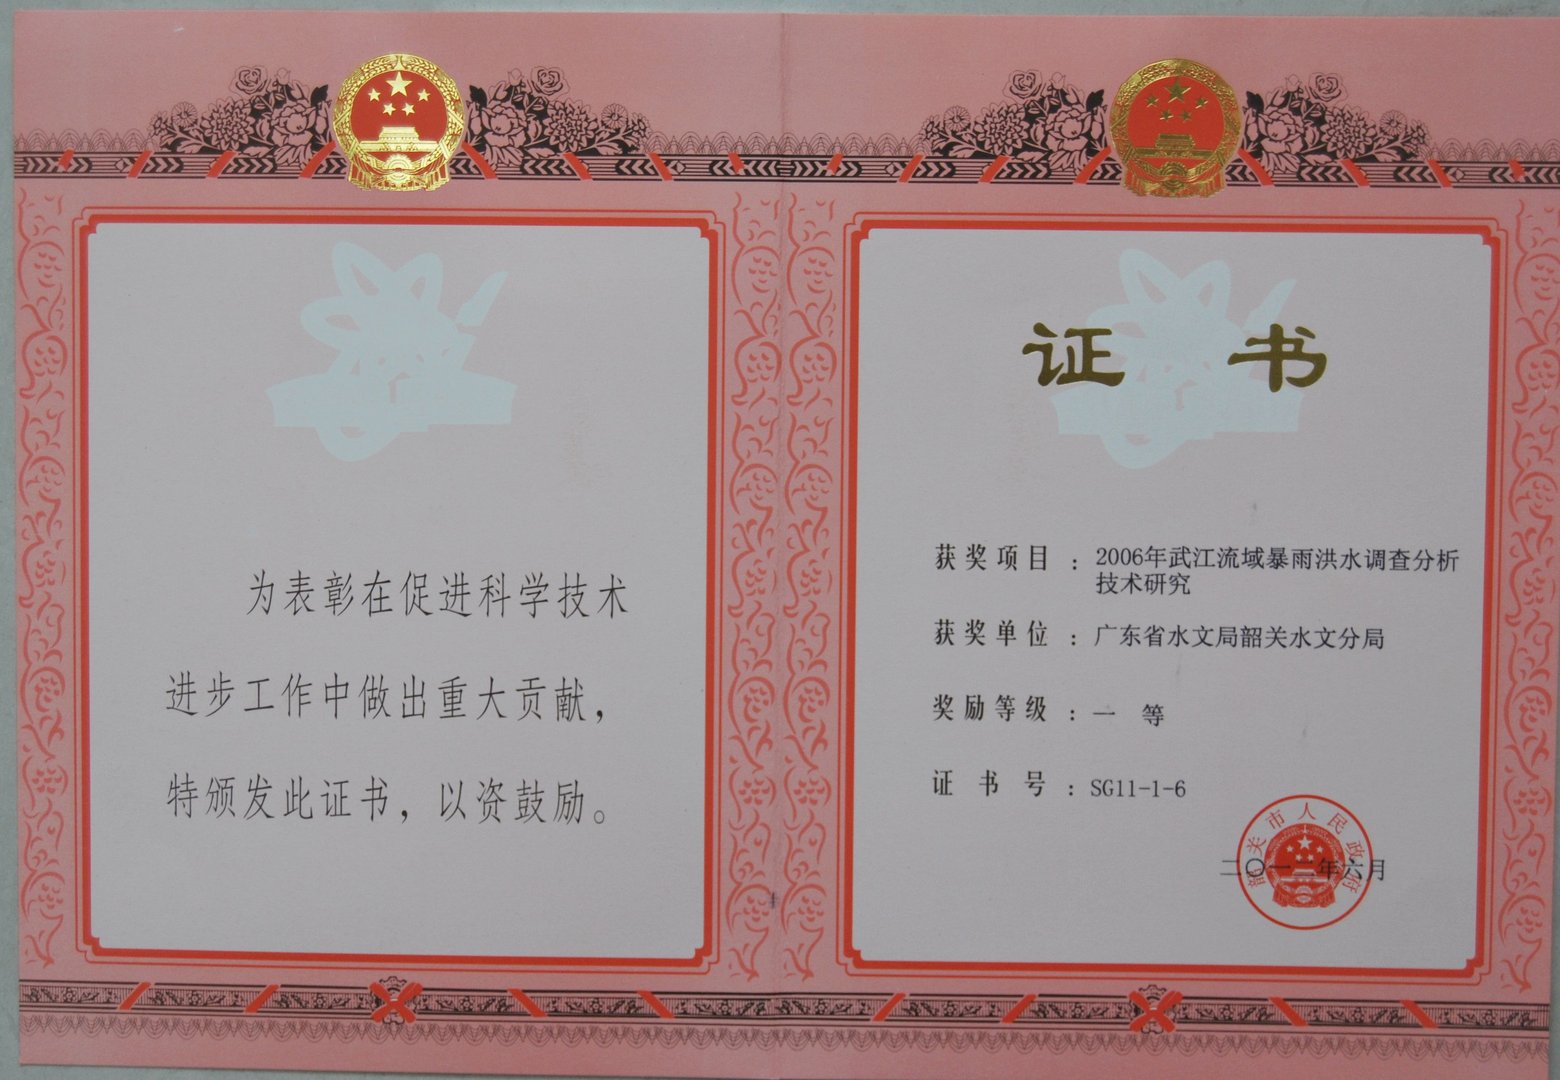 为表彰在促进科学技术
进步工作中做出重大贡献，
特颁发此证书，以资鼓励。
证书
获奖项目：2006年武江流域暴雨洪水调查分析
技术研究
获奖单位：广东省水文局韶关水文分局
奖励等级：一 等
证书号：SG11-1-6
韶关市人民政府
二〇一二年六月